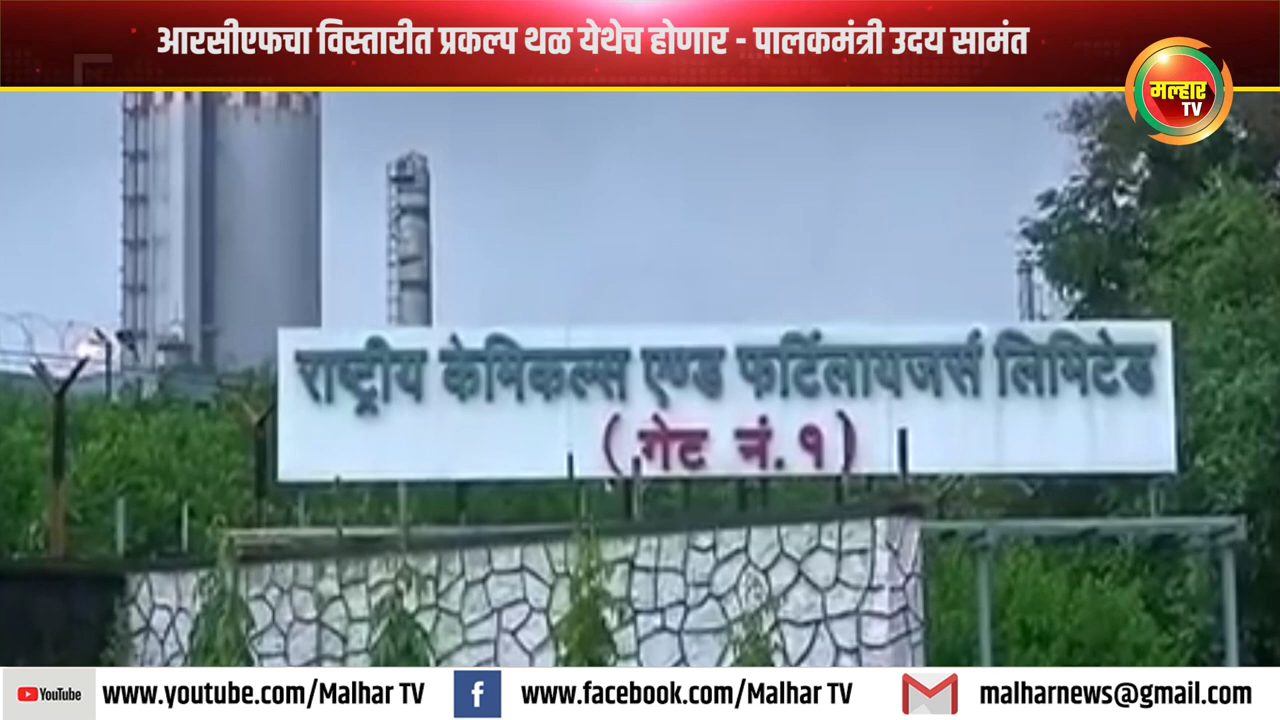 आरसीएफचा विस्तारीत प्रकल्प थळ येथेच होणार - पालकमंत्री उदय सामंत
मल्हार
TV
राष्ट्रीय केमिकल्स एण्ड फर्टिलायजर्स लिमिटेड
( गेट नं. १ )
YouTube
www.youtube.com/Malhar TV
f
www.facebook.com/Malhar TV
malharnews@gmail.com